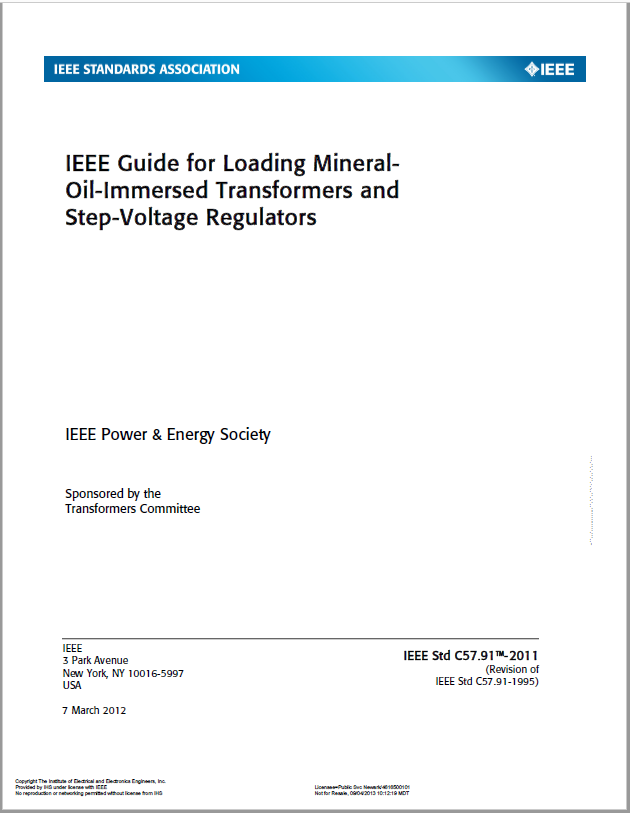 IEEE STANDARDS ASSOCIATION
IEEE
IEEE Guide for Loading Mineral-
Oil-Immersed Transformers and
Step-Voltage Regulators
IEEE Power & Energy Society
Sponsored by the
Transformers Committee
IEEE
3 Park Avenue
New York, NY 10016-5997
USA
7 March 2012
IEEE Std C57.91™-2011
(Revision of
IEEE Std C57.91-1995)
Copyright The Institute of Electrical and Electronics Engineers, Inc.
Provided by IHS under license with IEEE
No reproduction or networking permitted without license from IHS
Licensee=Public Svc Newark/4618500101
Not for Resale, 09/04/2013 10:12:19 MDT